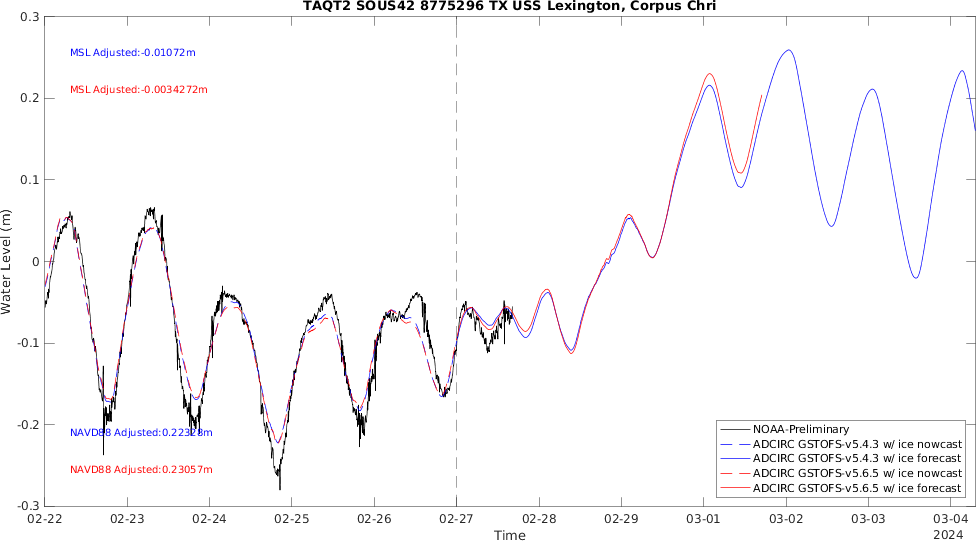 TAQT2 SOUS42 8775296 TX USS Lexington, Corpus Chri
0.3
MSL Adjusted:-0.01072m
MSL Adjusted:-0.0034272m
0.2
0.1
0
-0.1
-0.2
-0.3
Water Level (m)
NAVD88 Adjusted:0.22328m
NAVD88 Adjusted:0.23057m
NOAA-Preliminary
ADCIRC GSTOFS-v5.4.3 w/ ice nowcast
ADCIRC GSTOFS-v5.4.3 w/ ice forecast
ADCIRC GSTOFS-v5.6.5 w/ ice nowcast
ADCIRC GSTOFS-v5.6.5 w/ ice forecast
02-22 02-23 02-24 02-25 02-26 02-27 02-28 02-29 03-01 03-02 03-03 03-04
Time
2024